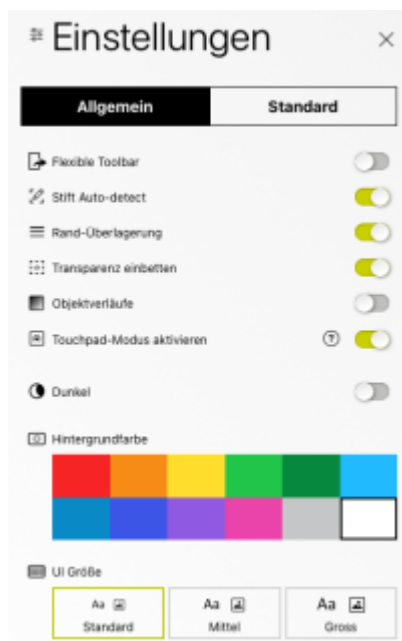 Einstellungen
Allgemein Standard
Flexible Toolbar
Stift Auto-detect
Rand-Überlagerung
Transparenz einbetten
Objektverläufe
Touchpad-Modus aktivieren ?
Dunkel
Hintergrundfarbe
UI Größe
Aa Aa Aa
Standard Mittel Gross